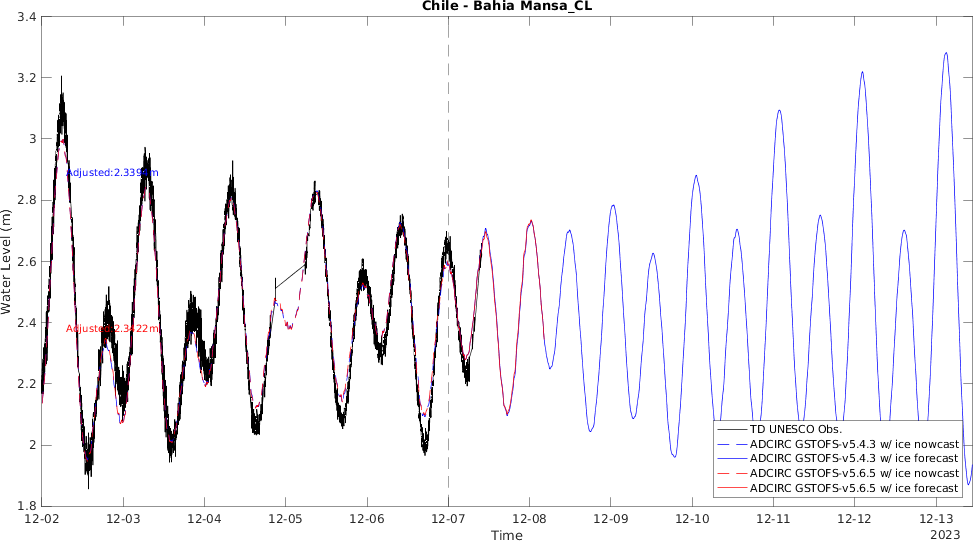 Chile - Bahia Mansa_CL
3.4
3.2
3
2.8
2.6
2.4
2.2
2
1.8
Water Level (m)
Adjusted:2.3394m
Adjusted:2.3422m
TD UNESCO Obs.
ADCIRC GSTOFS-v5.4.3 w/ ice nowcast
ADCIRC GSTOFS-v5.4.3 w/ ice forecast
ADCIRC GSTOFS-v5.6.5 w/ ice nowcast
ADCIRC GSTOFS-v5.6.5 w/ ice forecast
12-02 12-03 12-04 12-05 12-06 12-07 12-08 12-09 12-10 12-11 12-12 12-13
Time 2023